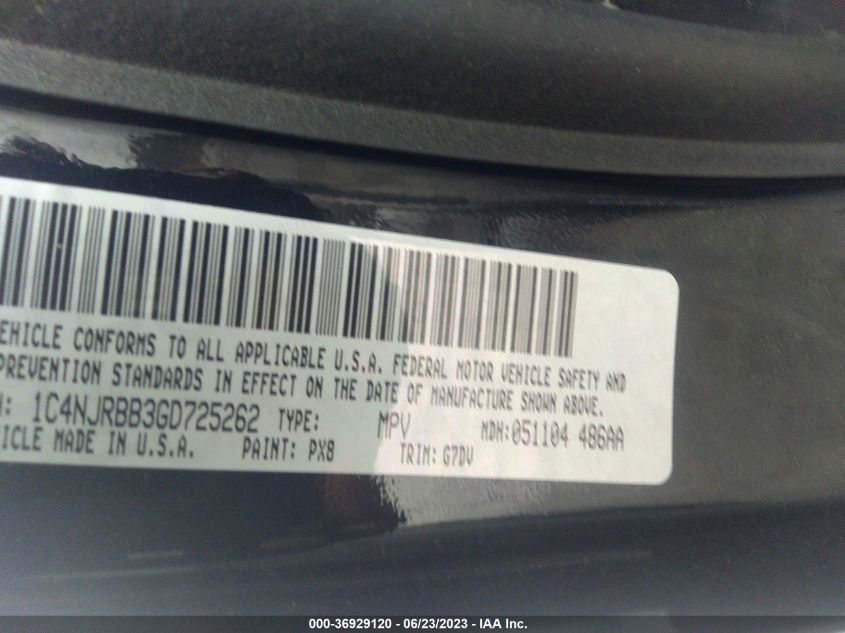 VEHICLE CONFORMS TO ALL APPLICABLE U.S.A. FEDERAL MOTOR VEHICLE SAFETY AND
PREVENTION STANDARDS IN EFFECT ON THE DATE OF MANUFACTURE SHOWN ABOVE.
N: 1C4NJRBB3GD725262 TYPE: MPV MDH:051104 486AA
ICLE MADE IN U.S.A. PAINT: PX8 TRIM: G7DV
000-36929120 - 06/23/2023 - IAA Inc.